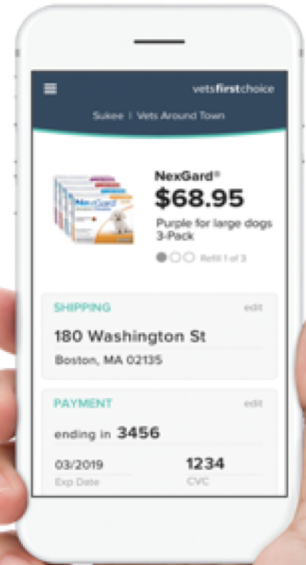 vetsfirstchoice
Sukee | Vets Around Town
NexGard®
$68.95
Purple for large dogs
3-Pack
Refill 1 of 3
NexGard
SHIPPING edit
180 Washington St
Boston, MA 02135
PAYMENT edit
ending in 3456
03/2019 1234
Exp Date CVC